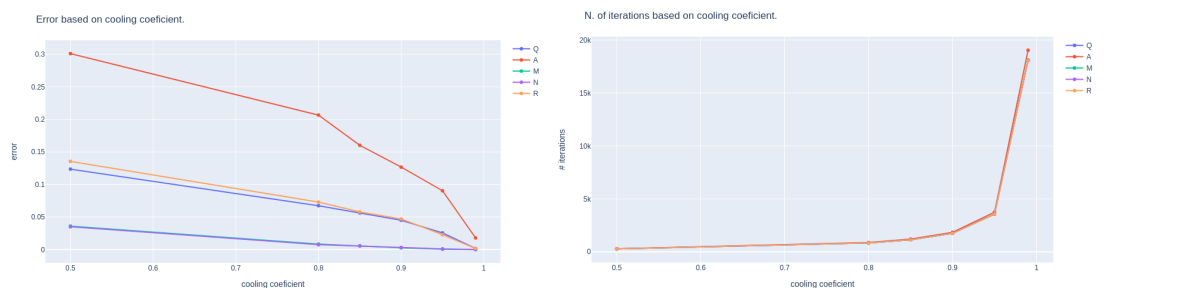 Error based on cooling coeficient.
0.3
0.25
0.2
0.15
0.1
0.05
0
error
0.5
0.6
0.7
0.8
0.9
1
cooling coeficient
Q
A
M
N
R
N. of iterations based on cooling coeficient.
20k
15k
10k
5k
0
# iterations
0.5
0.6
0.7
0.8
0.9
1
cooling coeficient
Q
A
M
N
R